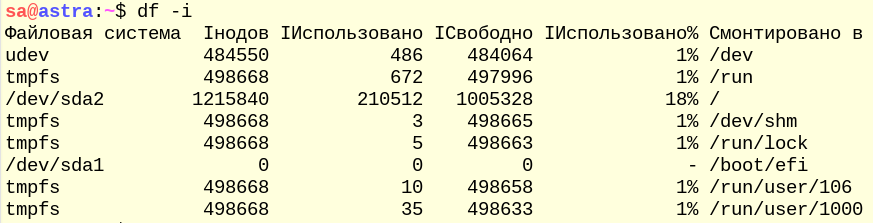 sa@astra:~$ df -i
Файловая система  Iнодов IИспользовано IСвободно IИспользовано% Смонтировано в
udev              484550           486    484064             1% /dev
tmpfs             498668           672    497996             1% /run
/dev/sda2        1215840        210512   1005328            18% /
tmpfs             498668             3    498665             1% /dev/shm
tmpfs             498668             5    498663             1% /run/lock
/dev/sda1              0             0         0              - /boot/efi
tmpfs             498668            10    498658             1% /run/user/106
tmpfs             498668            35    498633             1% /run/user/1000